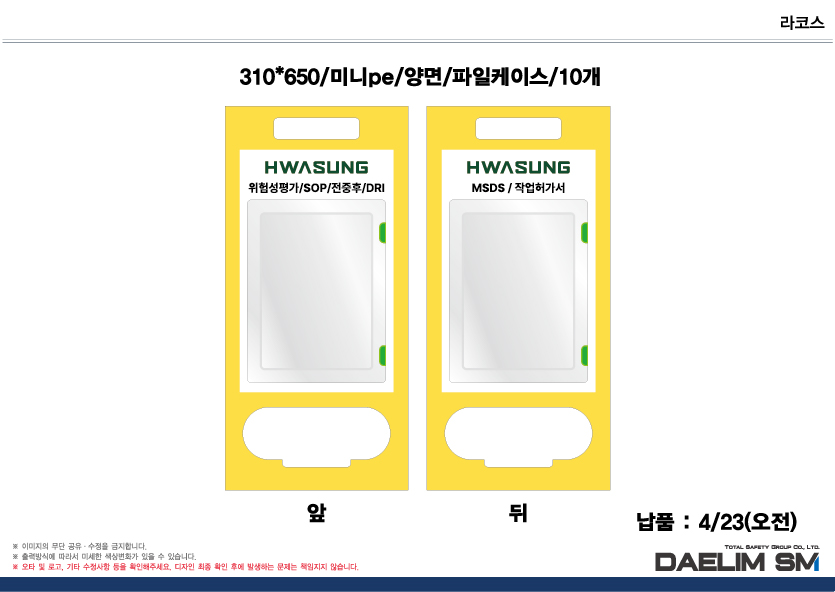 라코스
310*650/미니pe/양면/파일케이스/10개
HWASUNG
위험성평가/SOP/전중후/DRI
HWASUNG
MSDS / 작업허가서
앞
뒤
납품 : 4/23(오전)
※ 이미지의 무단 공유 · 수정을 금지합니다.
※ 출력방식에 따라서 미세한 색상변화가 있을 수 있습니다.
※ 오타 및 로고, 기타 수정사항 등을 확인해주세요. 디자인 최종 확인 후에 발생하는 문제는 책임지지 않습니다.
TOTAL SAFETY GROUP CO., LTD.
DAELIM SM